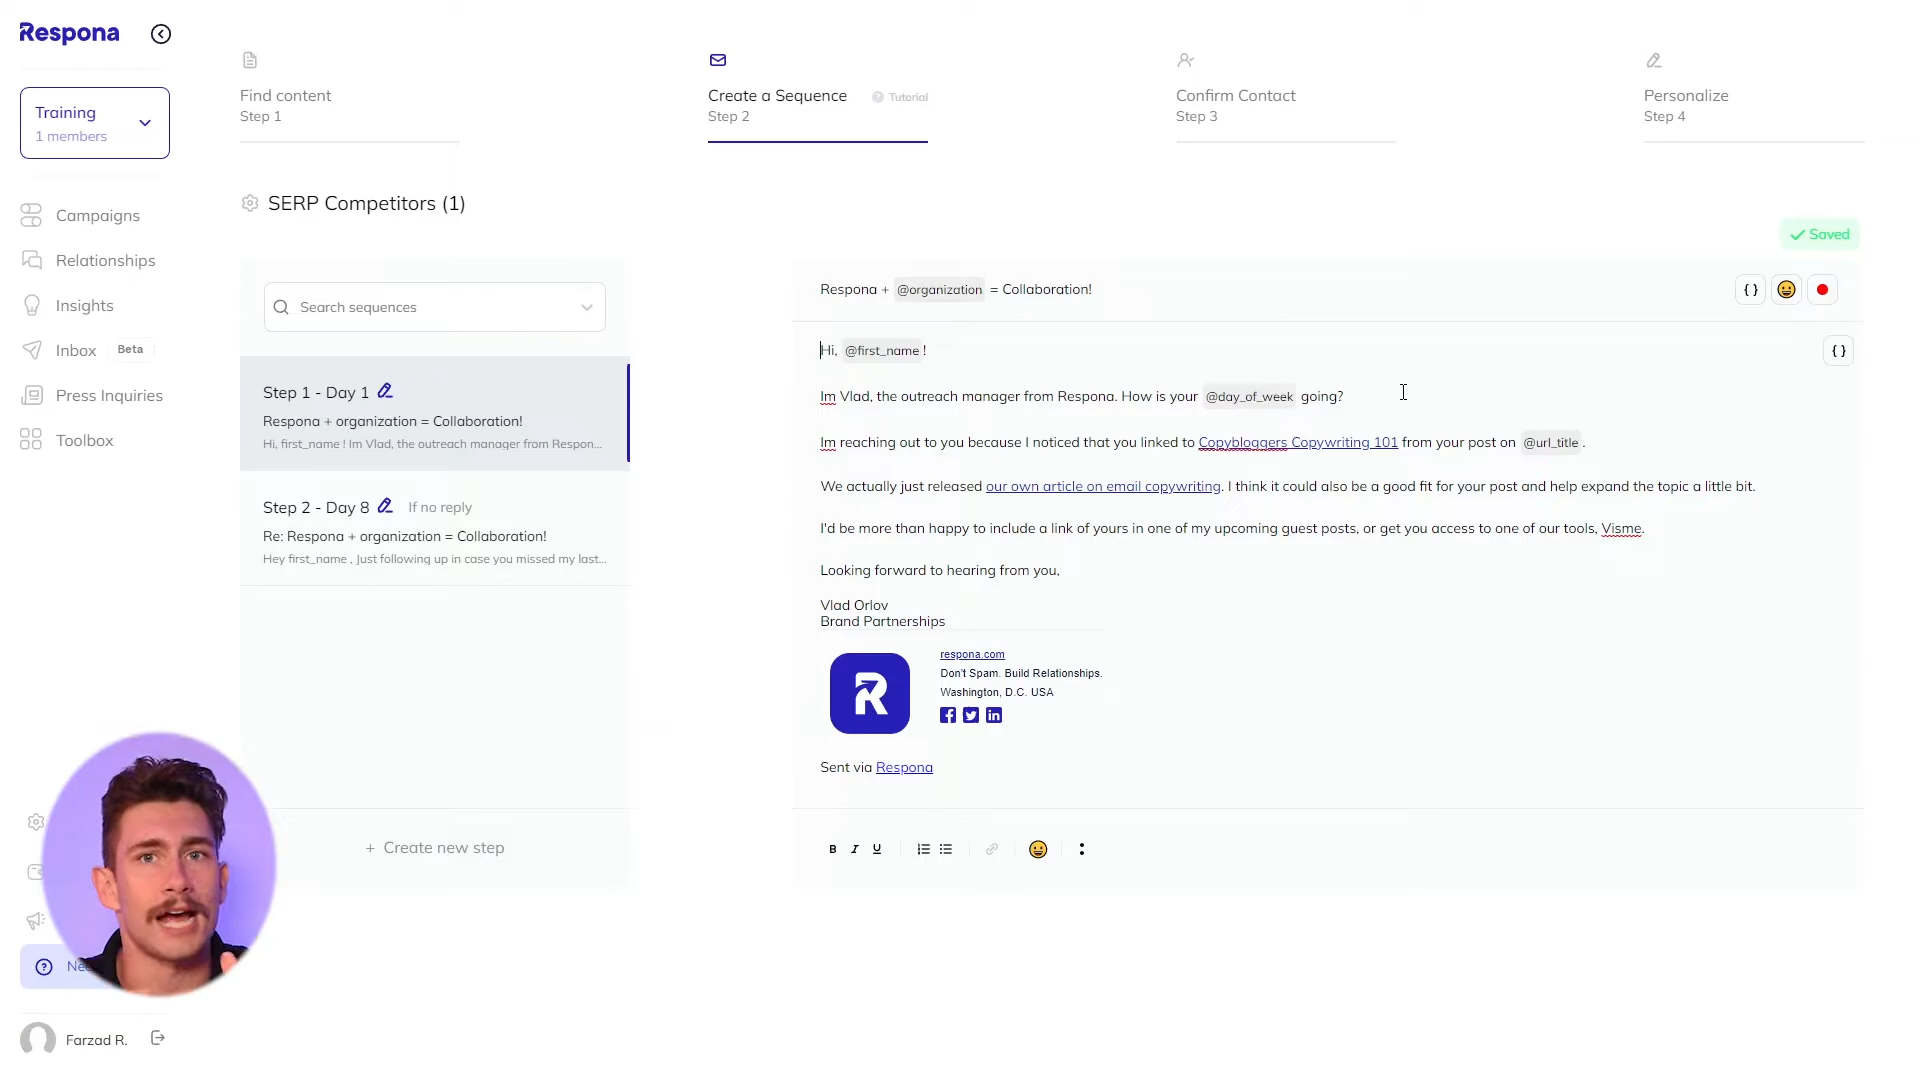 Respona
Training
1 members
Campaigns
Relationships
Insights
Inbox Beta
Press Inquiries
Toolbox
Farzad R.
Find content
Step 1
Create a Sequence Tutorial
Step 2
Confirm Contact
Step 3
Personalize
Step 4
SERP Competitors (1)
Saved
Search sequences
Step 1 - Day 1
Respona + organization = Collaboration!
Hi, first_name ! Im Vlad, the outreach manager from Respon...
Step 2 - Day 8 If no reply
Re: Respona + organization = Collaboration!
Hey first_name , Just following up in case you missed my last...
+ Create new step
Respona + @organization = Collaboration!
{ }
Hi, @first_name !
{ }
Im Vlad, the outreach manager from Respona. How is your @day_of_week going?
Im reaching out to you because I noticed that you linked to Copybloggers Copywriting 101 from your post on @url_title .
We actually just released our own article on email copywriting. I think it could also be a good fit for your post and help expand the topic a little bit.
I'd be more than happy to include a link of yours in one of my upcoming guest posts, or get you access to one of our tools, Visme.
Looking forward to hearing from you,
Vlad Orlov
Brand Partnerships
R
respona.com
Don't Spam. Build Relationships.
Washington, D.C. USA
Sent via Respona
B I U